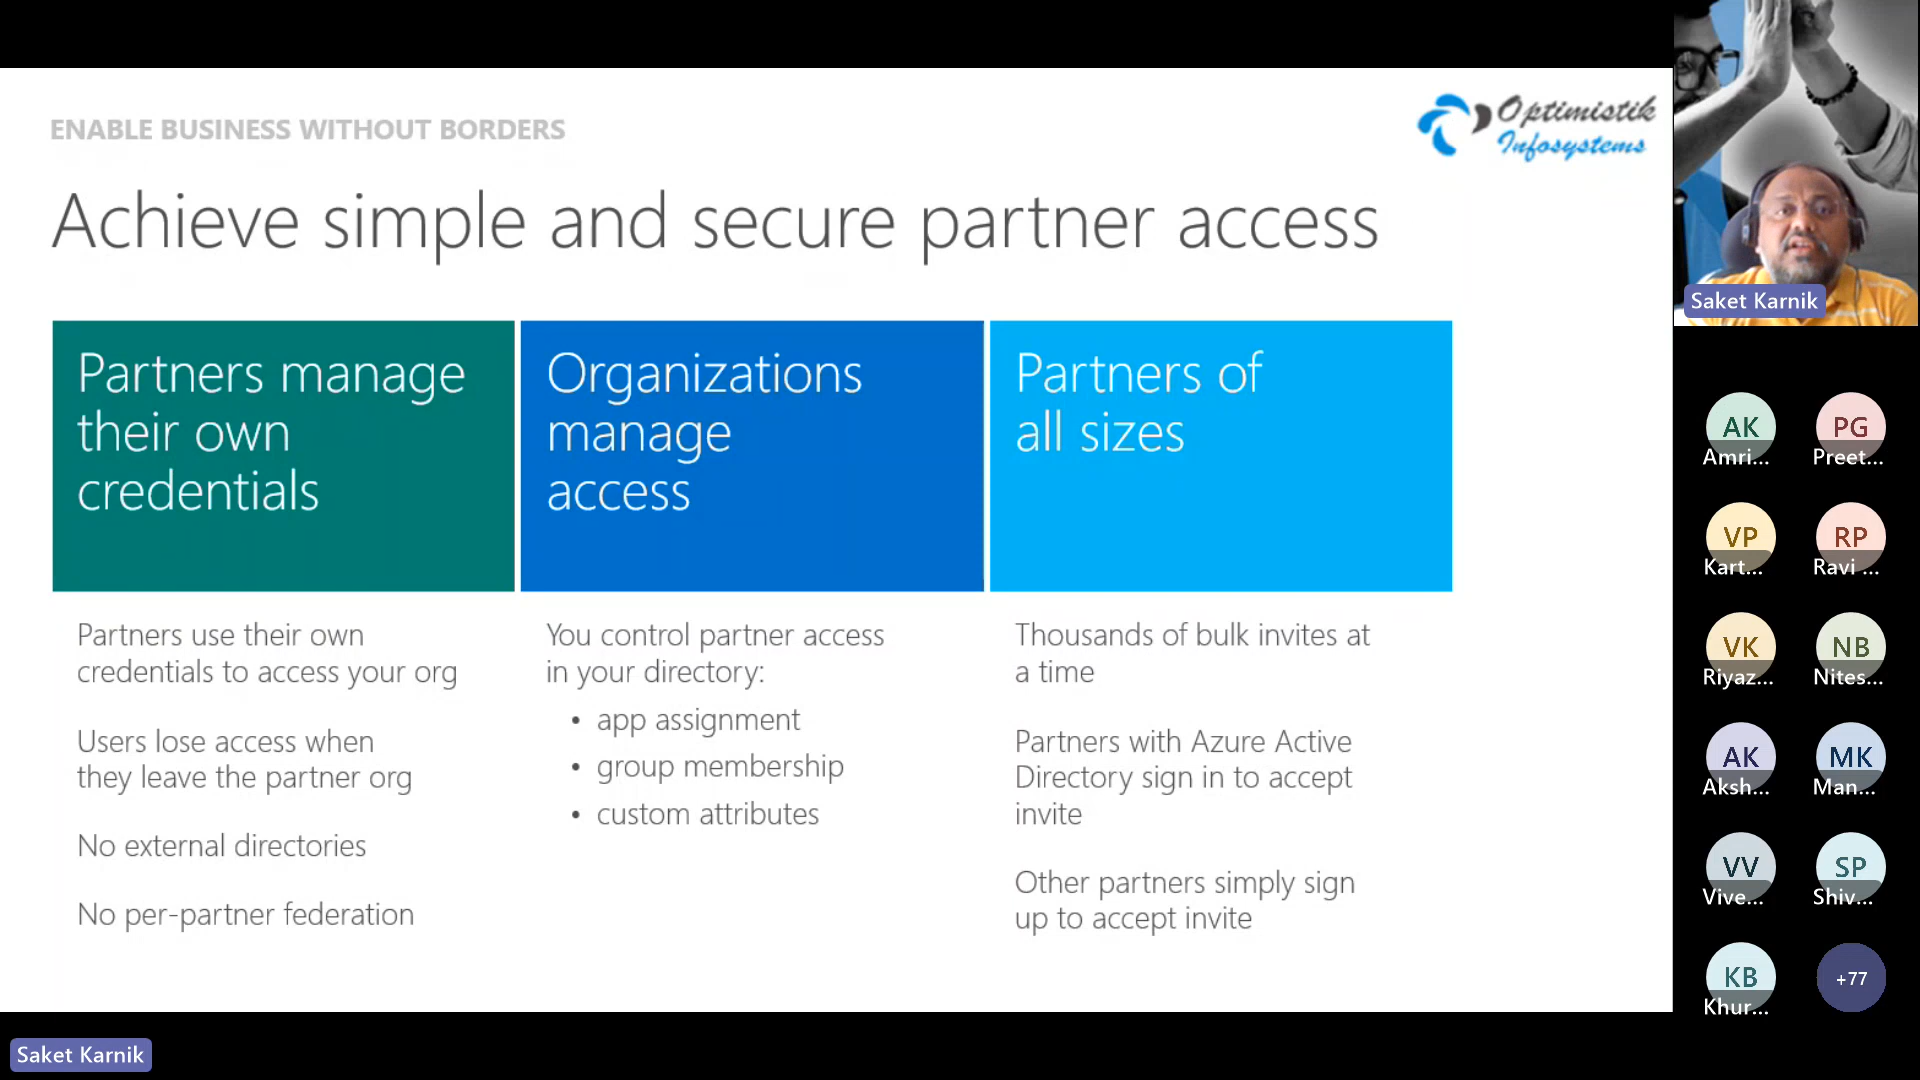 ENABLE BUSINESS WITHOUT BORDERS
Optimistik
Infosystems
Achieve simple and secure partner access
Partners manage
their own
credentials
Partners use their own
credentials to access your org
Users lose access when
they leave the partner org
No external directories
No per-partner federation
Organizations
manage
access
You control partner access
in your directory:
• app assignment
• group membership
• custom attributes
Partners of
all sizes
Thousands of bulk invites at
a time
Partners with Azure Active
Directory sign in to accept
invite
Other partners simply sign
up to accept invite
Saket Karnik
AK
Amri...
PG
Preet...
VP
Kart...
RP
Ravi ...
VK
Riyaz...
NB
Nites...
AK
Aksh...
MK
Man...
VV
Vive...
SP
Shiv...
KB
Khur...
+77
Saket Karnik